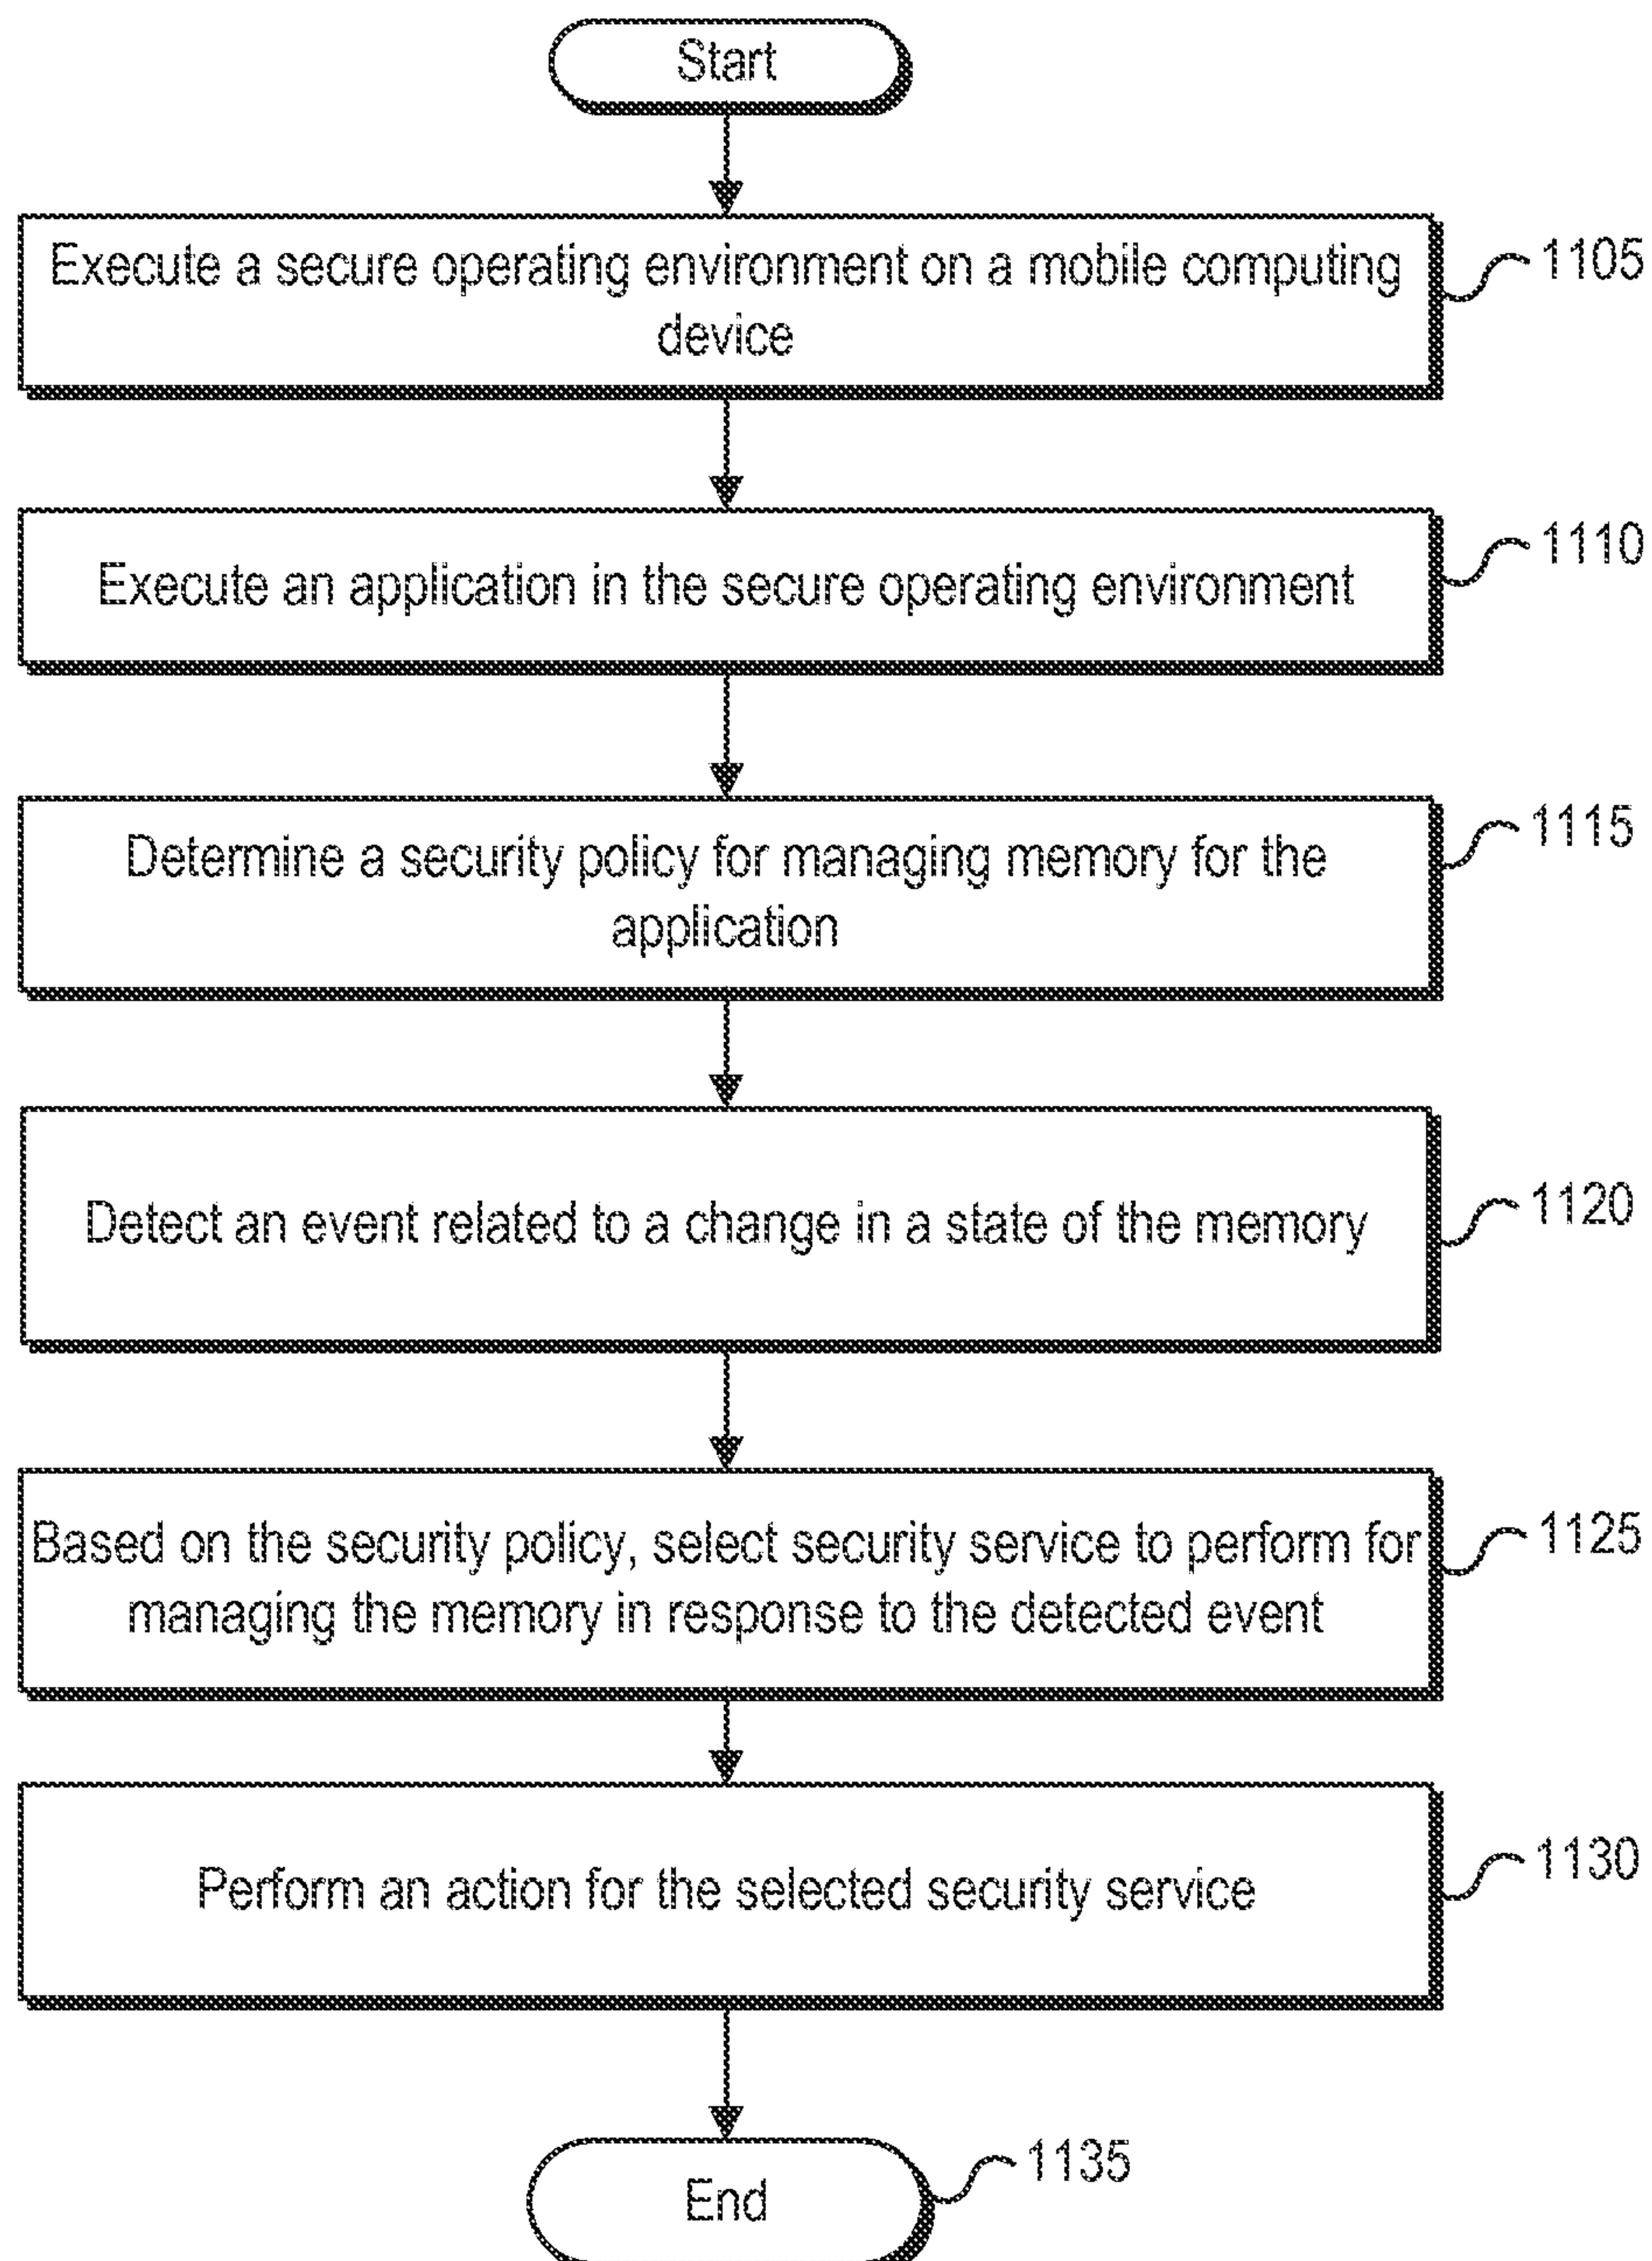 Start
Execute a secure operating environment on a mobile computing
device
1105
Execute an application in the secure operating environment
1110
Determine a security policy for managing memory for the
application
1115
Detect an event related to a change in a state of the memory
1120
Based on the security policy, select security service to perform for
managing the memory in response to the detected event
1125
Perform an action for the selected security service
1130
End
1135